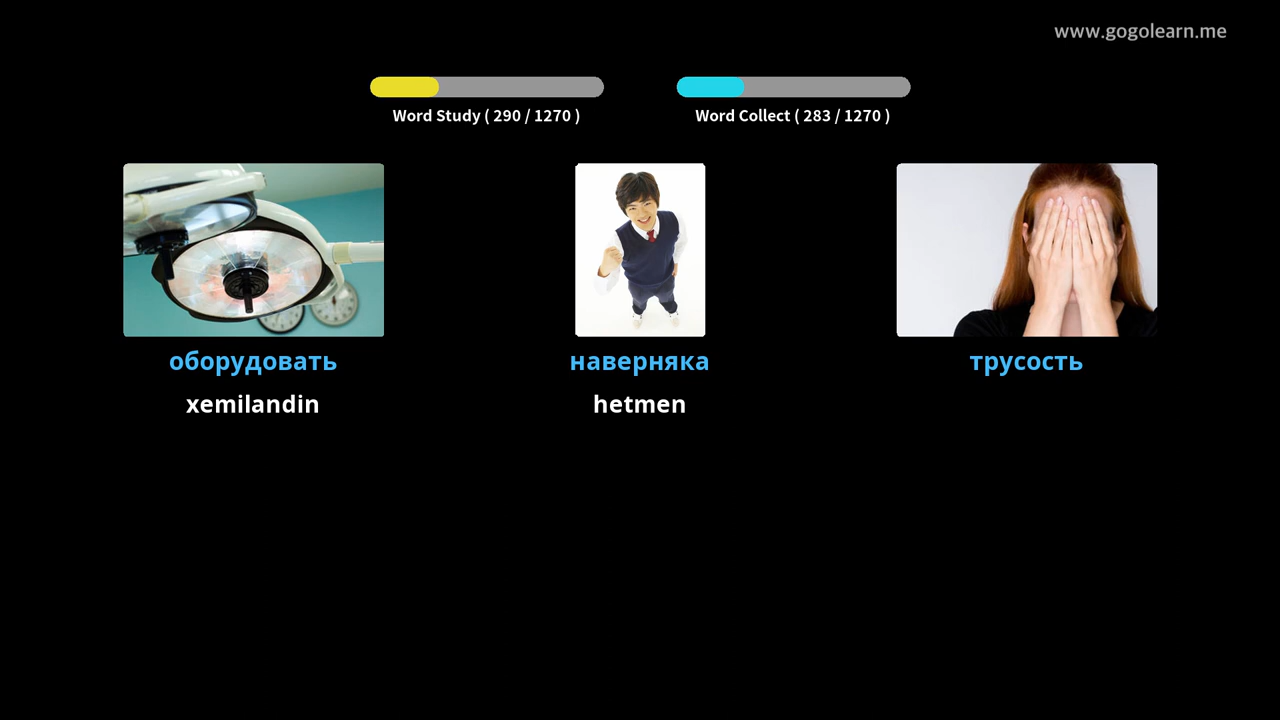 www.gogolearn.me
Word Study ( 290 / 1270 )
Word Collect ( 283 / 1270 )
оборудовать
наверняка
трусость
xemilandin
hetmen